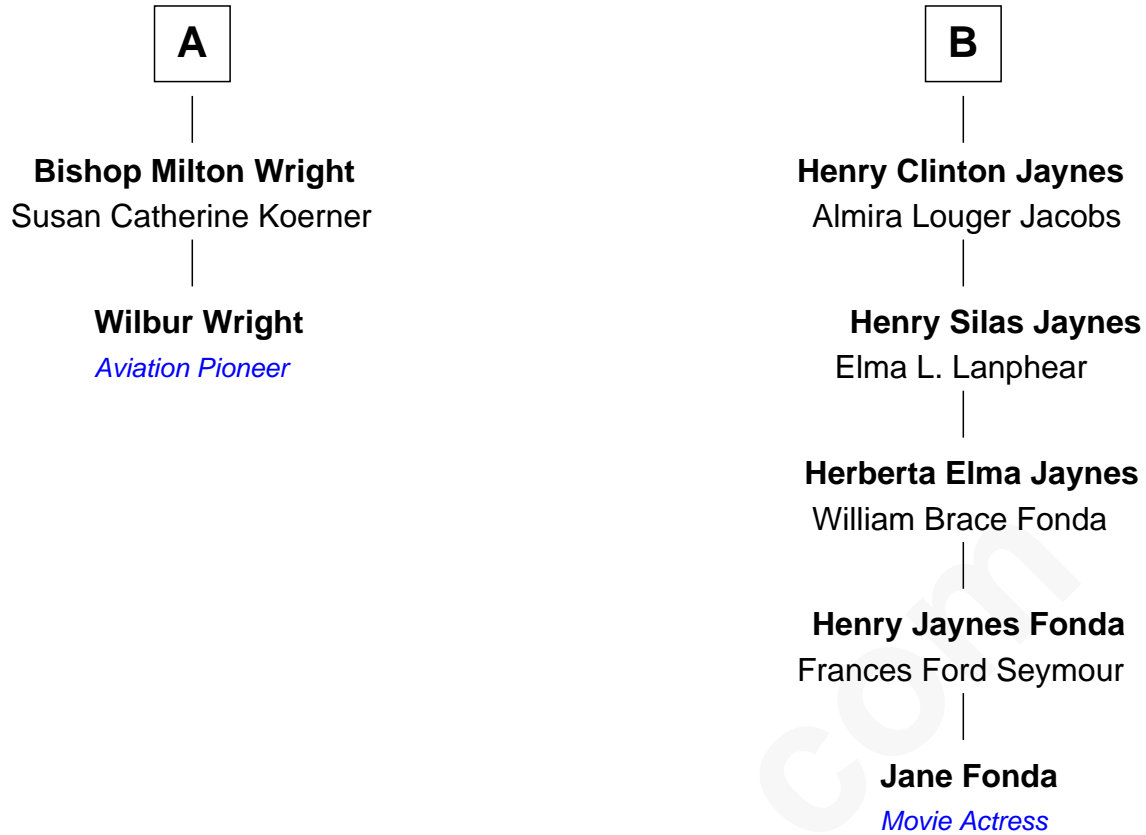 A
Bishop Milton Wright
Susan Catherine Koerner
Wilbur Wright
Aviation Pioneer
B
Henry Clinton Jaynes
Almira Louger Jacobs
Henry Silas Jaynes
Elma L. Lanphear
Herberta Elma Jaynes
William Brace Fonda
Henry Jaynes Fonda
Frances Ford Seymour
Jane Fonda
Movie Actress
com